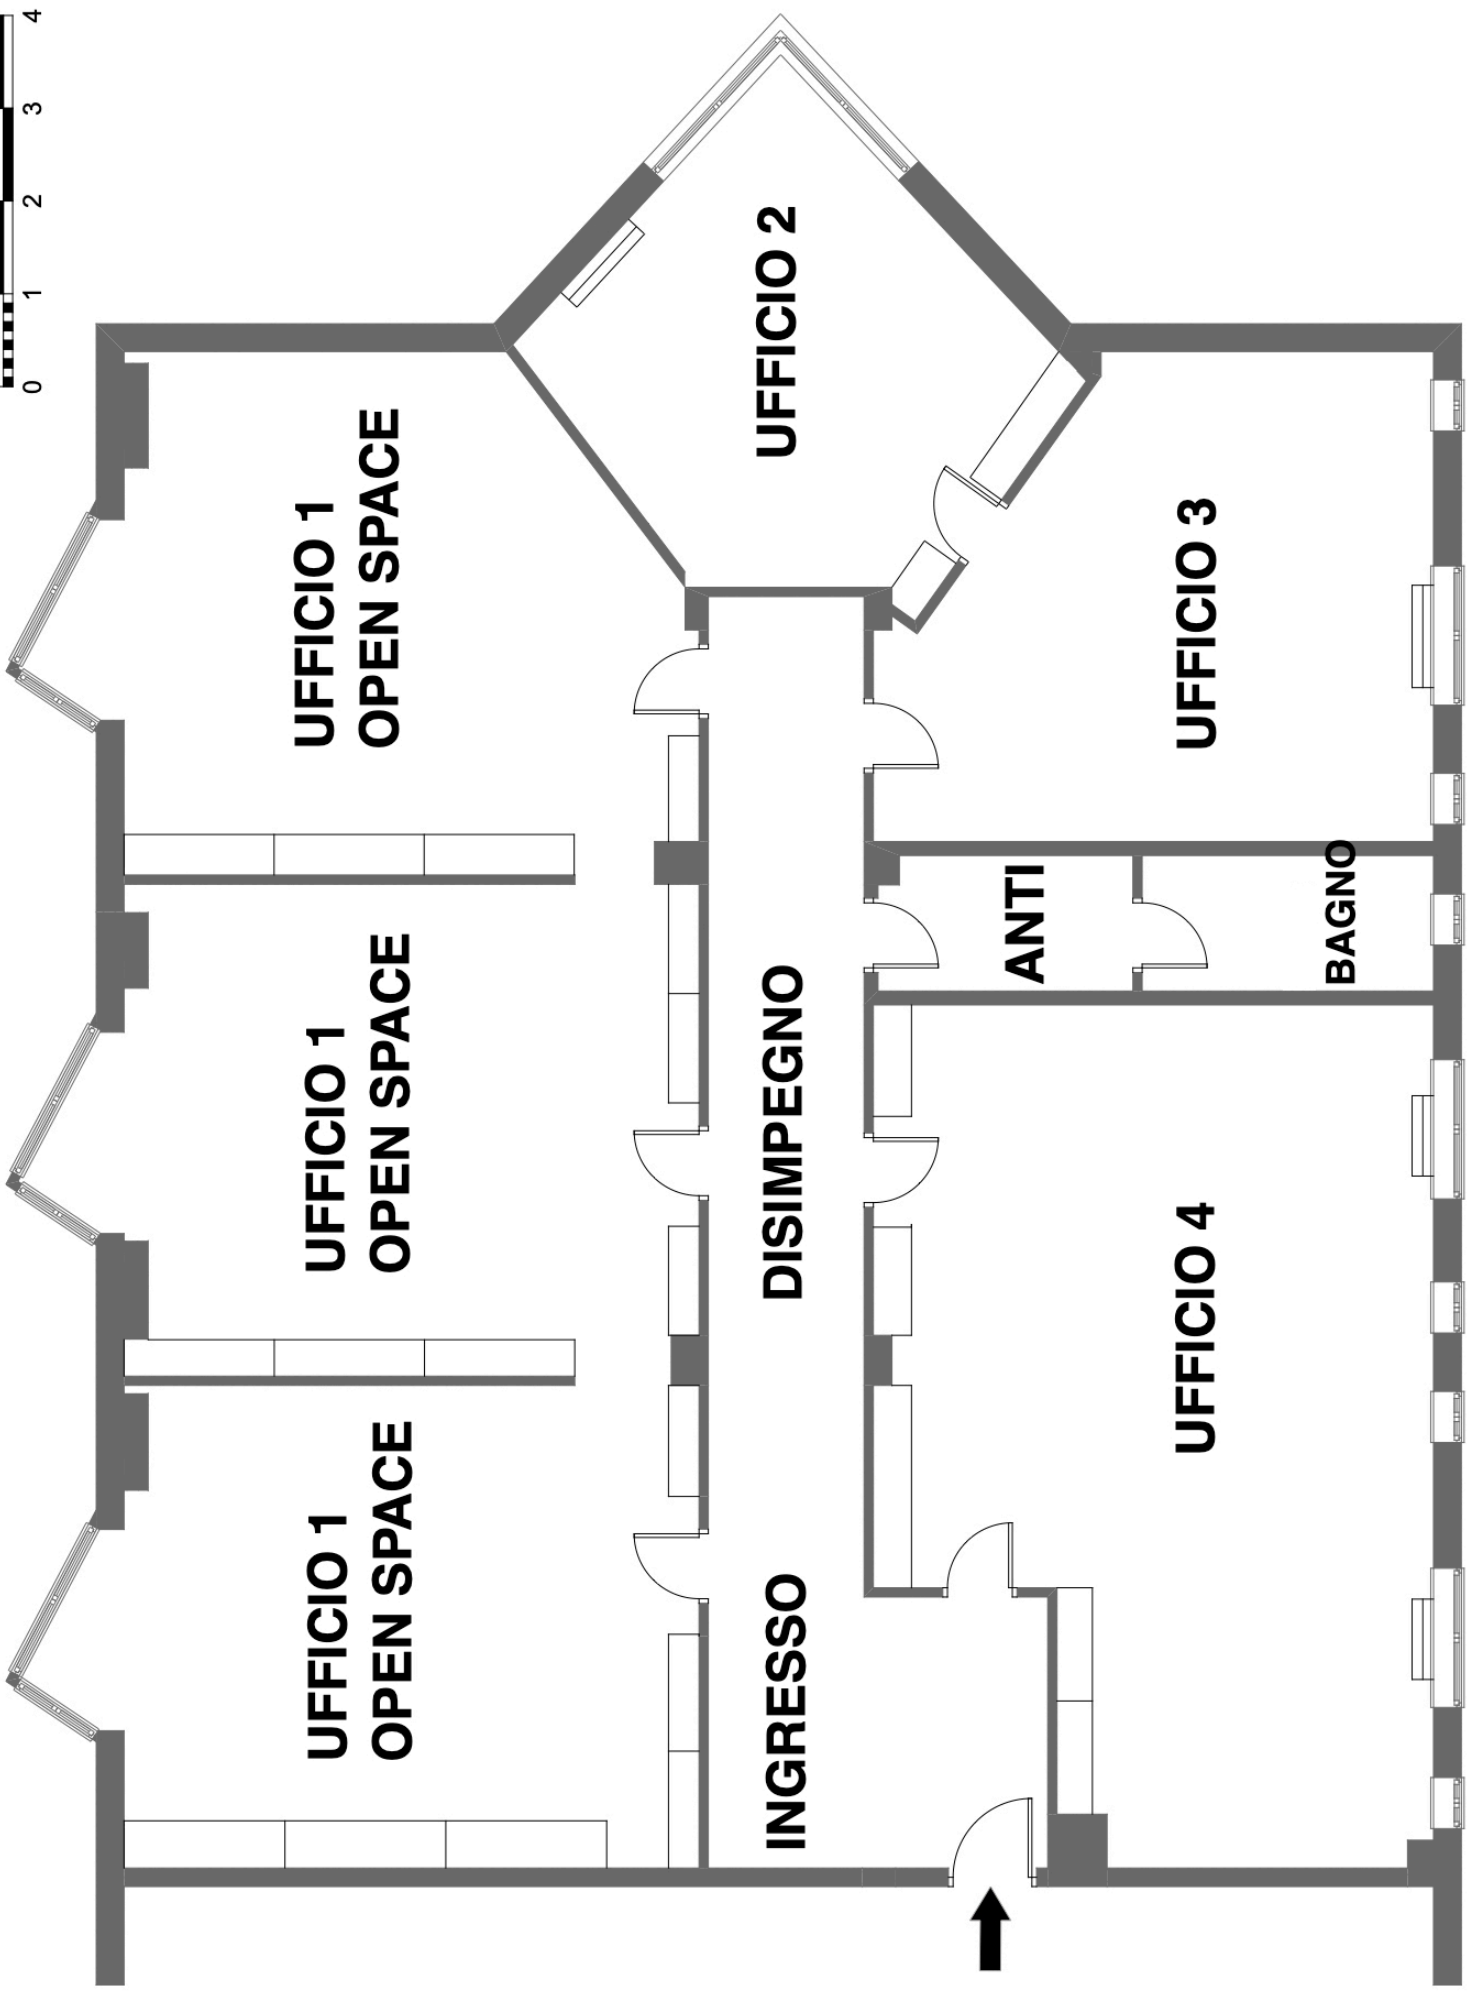 0 1 2 3 4
UFFICIO 1
OPEN SPACE
UFFICIO 1
OPEN SPACE
UFFICIO 1
OPEN SPACE
INGRESSO
DISIMPEGNO
UFFICIO 2
ANTI
UFFICIO 4
UFFICIO 3
BAGNO